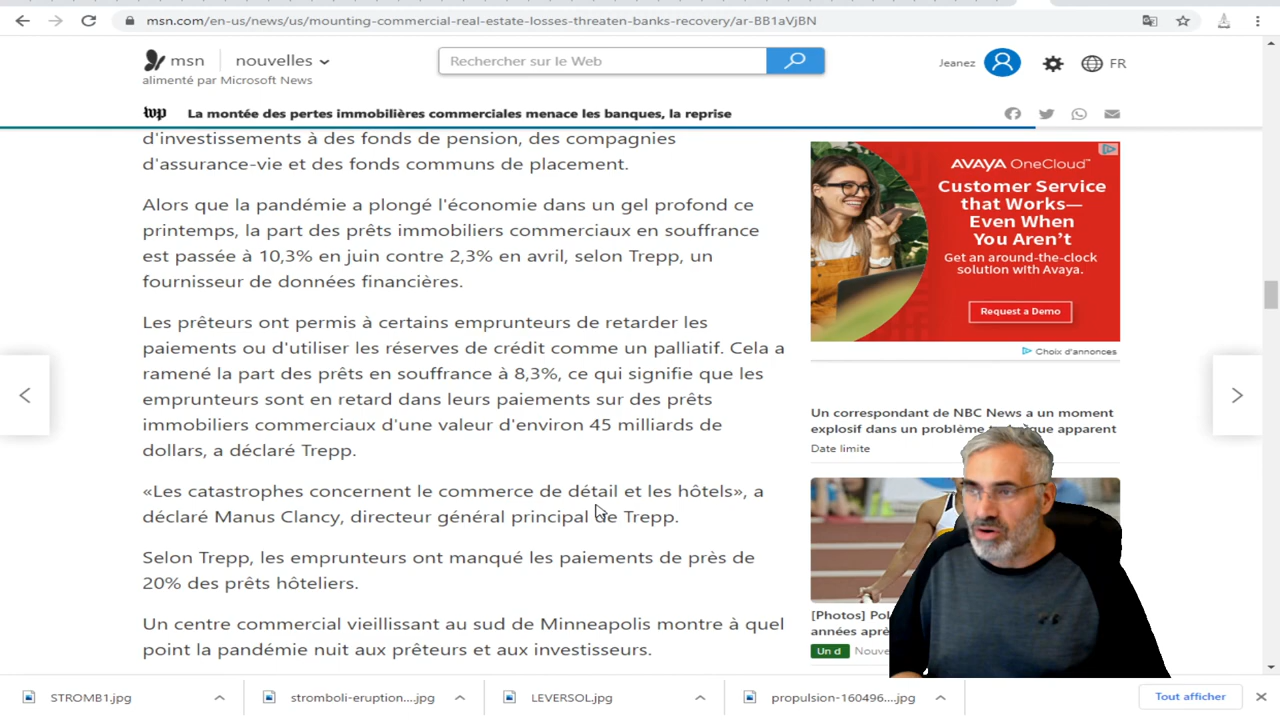 msn.com/en-us/news/us/mounting-commercial-real-estate-losses-threaten-banks-recovery/ar-BB1aVjBN
msn
nouvelles
alimenté par Microsoft News
Rechercher sur le Web
Jeanez
FR
wp
La montée des pertes immobilières commerciales menace les banques, la reprise
d'investissements à des fonds de pension, des compagnies
d'assurance-vie et des fonds communs de placement.
Alors que la pandémie a plongé l'économie dans un gel profond ce
printemps, la part des prêts immobiliers commerciaux en souffrance
est passée à 10,3% en juin contre 2,3% en avril, selon Trepp, un
fournisseur de données financières.
Les prêteurs ont permis à certains emprunteurs de retarder les
paiements ou d'utiliser les réserves de crédit comme un palliatif. Cela a
ramené la part des prêts en souffrance à 8,3%, ce qui signifie que les
emprunteurs sont en retard dans leurs paiements sur des prêts
immobiliers commerciaux d'une valeur d'environ 45 milliards de
dollars, a déclaré Trepp.
«Les catastrophes concernent le commerce de détail et les hôtels», a
déclaré Manus Clancy, directeur général principal de Trepp.
Selon Trepp, les emprunteurs ont manqué les paiements de près de
20% des prêts hôteliers.
Un centre commercial vieillissant au sud de Minneapolis montre à quel
point la pandémie nuit aux prêteurs et aux investisseurs.
AVAYA OneCloud™
Customer Service
that Works—
Even When
You Aren't
Get an around-the-clock
solution with Avaya.
Request a Demo
Choix d'annonces
Un correspondant de NBC News a un moment
explosif dans un problème technique apparent
Date limite
[Photos]
années
Un d
STROMB1.jpg
stromboli-eruption....jpg
LEVERSOL.jpg
propulsion-160496....jpg
Tout afficher